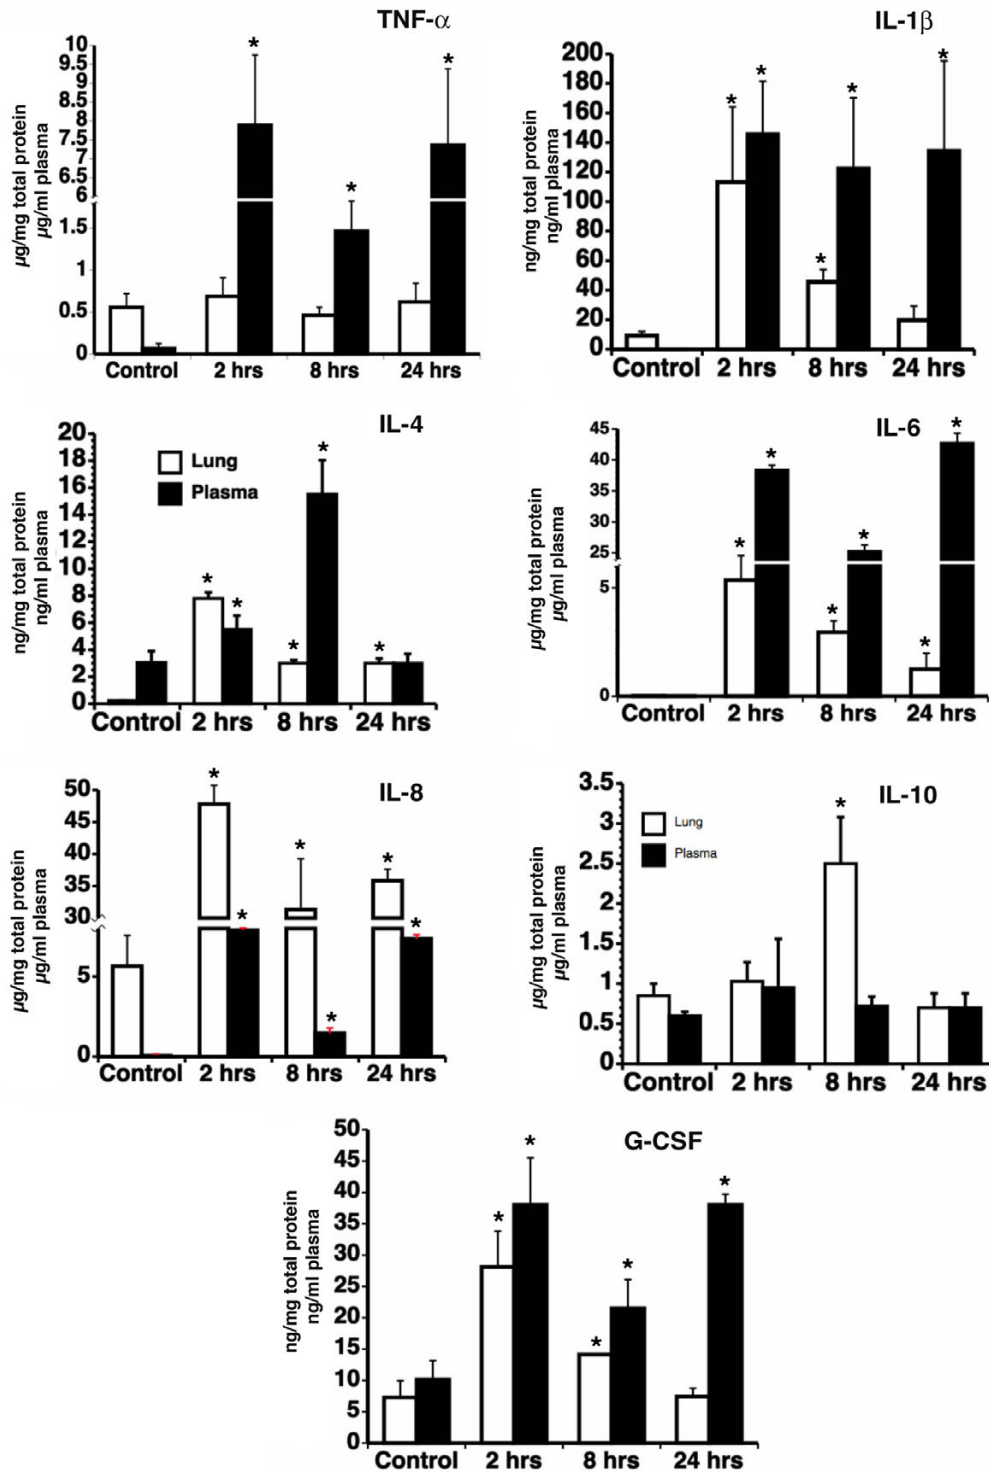 TNF-α
µg/mg total protein
µg/ml plasma
10
9.5
9
8.5
8
7.5
7
6.5
6
1.5
1
0.5
0
* * *
Control 2 hrs 8 hrs 24 hrs
IL-1β
ng/mg total protein
ng/ml plasma
200
180
160
140
120
100
80
60
40
20
0
* * * * *
Control 2 hrs 8 hrs 24 hrs
IL-4
Lung
Plasma
ng/mg total protein
ng/ml plasma
20
18
16
14
12
10
8
6
4
2
0
* * * * *
Control 2 hrs 8 hrs 24 hrs
IL-6
µg/mg total protein
µg/ml plasma
45
40
35
30
25
5
0
* * * * * *
Control 2 hrs 8 hrs 24 hrs
IL-8
µg/mg total protein
µg/ml plasma
50
45
40
35
30
5
0
* * * * * *
Control 2 hrs 8 hrs 24 hrs
IL-10
Lung
Plasma
µg/mg total protein
µg/ml plasma
3.5
3
2.5
2
1.5
1
0.5
0
*
Control 2 hrs 8 hrs 24 hrs
G-CSF
ng/mg total protein
ng/ml plasma
50
45
40
35
30
25
20
15
10
5
0
* * * * *
Control 2 hrs 8 hrs 24 hrs